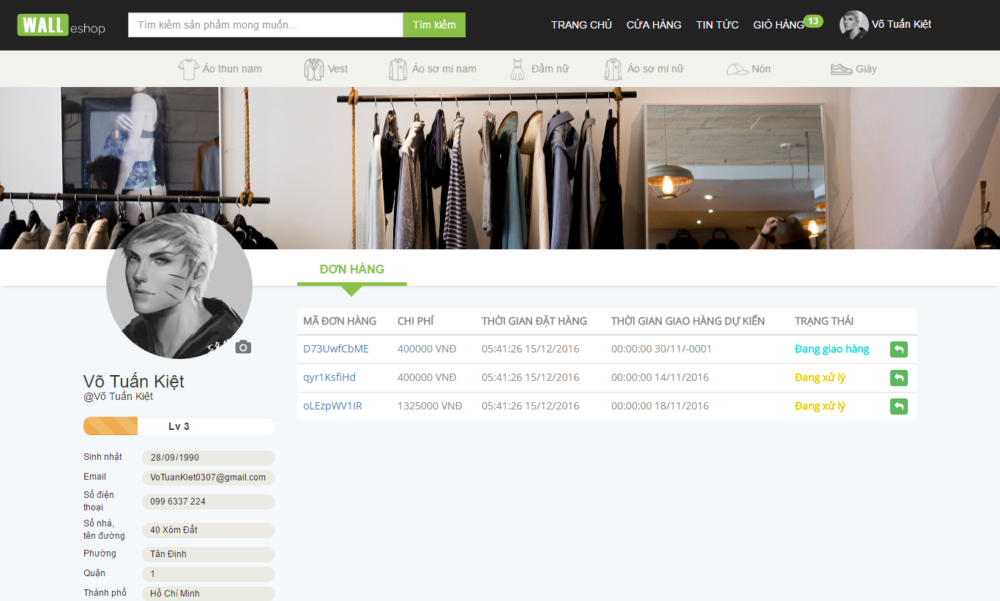 WALL eshop
Tìm kiếm sản phẩm mong muốn... Tìm kiếm
TRANG CHỦ CỬA HÀNG TIN TỨC GIỎ HÀNG 13 Võ Tuấn Kiệt
Áo thun nam Vest Áo sơ mi nam Đầm nữ Áo sơ mi nữ Nón Giày
ĐƠN HÀNG
Võ Tuấn Kiệt
@Võ Tuấn Kiệt
Lv 3
Sinh nhật 28/09/1990
Email VoTuanKiet0307@gmail.com
Số điện
thoại
099 6337 224
Số nhà,
tên đường
40 Xóm Đất
Phường Tân Định
Quận 1
Thành phố Hồ Chí Minh
MÃ ĐƠN HÀNG CHI PHÍ THỜI GIAN ĐẶT HÀNG THỜI GIAN GIAO HÀNG DỰ KIẾN TRẠNG THÁI
D73UwfCbME 400000 VNĐ 05:41:26 15/12/2016 00:00:00 30/11/-0001 Đang giao hàng
qyr1KsfiHd 400000 VNĐ 05:41:26 15/12/2016 00:00:00 14/11/2016 Đang xử lý
oLEzpWV1IR 1325000 VNĐ 05:41:26 15/12/2016 00:00:00 18/11/2016 Đang xử lý